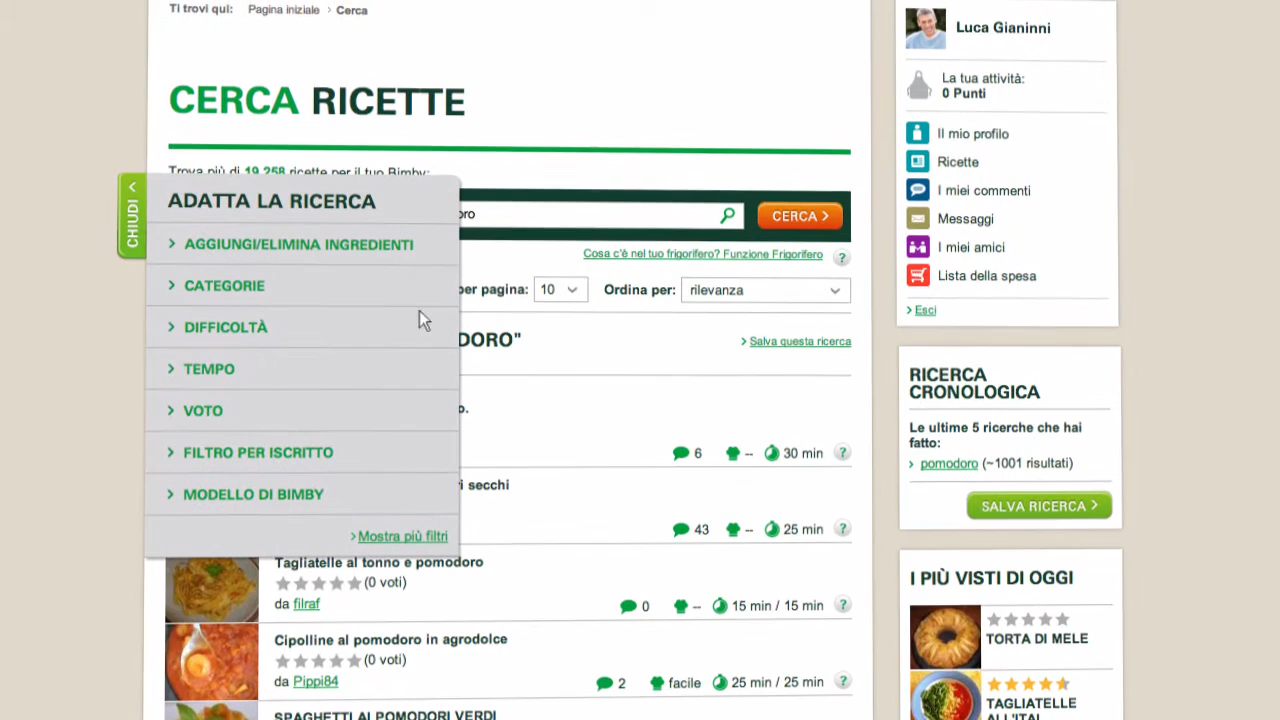 Ti trovi qui: Pagina iniziale › Cerca
CERCA RICETTE
Trova più di 19.258 ricette per il tuo Bimby:
CHIUDI
ADATTA LA RICERCA
AGGIUNGI/ELIMINA INGREDIENTI
CATEGORIE
DIFFICOLTÀ
TEMPO
VOTO
FILTRO PER ISCRITTO
MODELLO DI BIMBY
Mostra più filtri
oro
CERCA
Cosa c'è nel tuo frigorifero? Funzione Frigorifero ?
per pagina: 10 Ordina per: rilevanza
DORO"
Salva questa ricerca
o.
6 -- 30 min ?
i secchi
43 -- 25 min ?
Tagliatelle al tonno e pomodoro
(0 voti)
da filraf
0 -- 15 min / 15 min ?
Cipolline al pomodoro in agrodolce
(0 voti)
da Pippi84
2 facile 25 min / 25 min ?
SPAGHETTI AI POMODORI VERDI
Luca Gianinni
La tua attività:
0 Punti
Il mio profilo
Ricette
I miei commenti
Messaggi
I miei amici
Lista della spesa
Esci
RICERCA
CRONOLOGICA
Le ultime 5 ricerche che hai
fatto:
pomodoro (~1001 risultati)
SALVA RICERCA
I PIÙ VISTI DI OGGI
TORTA DI MELE
TAGLIATELLE
ALL'ITAL